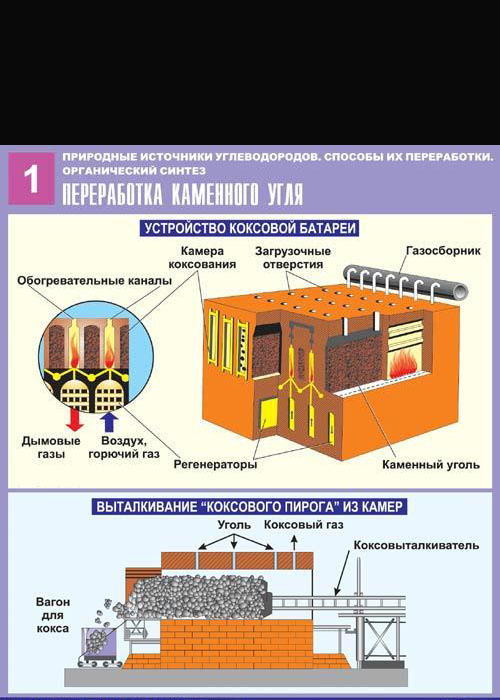 1
ПРИРОДНЫЕ ИСТОЧНИКИ УГЛЕВОДОРОДОВ. СПОСОБЫ ИХ ПЕРЕРАБОТКИ.
ОРГАНИЧЕСКИЙ СИНТЕЗ
ПЕРЕРАБОТКА КАМЕННОГО УГЛЯ
УСТРОЙСТВО КОКСОВОЙ БАТАРЕИ
Камера
коксования
Загрузочные
отверстия
Газосборник
Обогревательные каналы
Дымовые
газы
Воздух,
горючий газ
Регенераторы
Каменный уголь
ВЫТАЛКИВАНИЕ “КОКСОВОГО ПИРОГА” ИЗ КАМЕР
Уголь
Коксовый газ
Коксовыталкиватель
Вагон
для
кокса